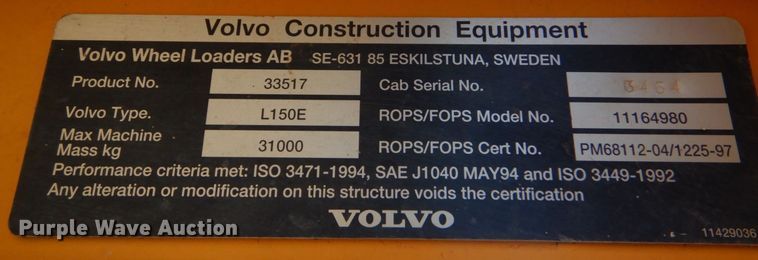 Volvo Construction Equipment
Volvo Wheel Loaders AB SE-631 85 ESKILSTUNA, SWEDEN
Product No. 33517 Cab Serial No. 3464
Volvo Type. L150E ROPS/FOPS Model No. 11164980
Max Machine
Mass kg 31000 ROPS/FOPS Cert No. PM68112-04/1225-97
Performance criteria met: ISO 3471-1994, SAE J1040 MAY94 and ISO 3449-1992
Any alteration or modification on this structure voids the certification
VOLVO
11429036
Purple Wave Auction